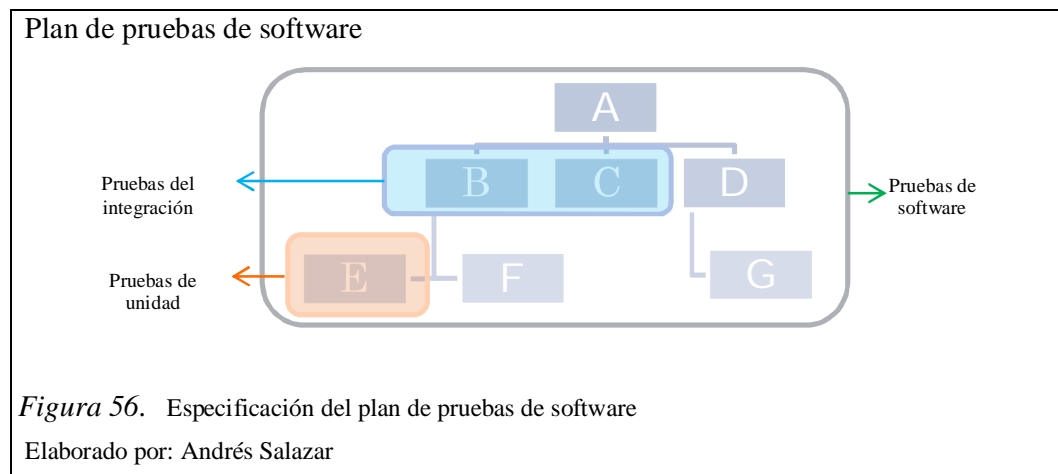 Plan de pruebas de software
A
B C D
Pruebas del
integración
Pruebas de
software
E F G
Pruebas de
unidad
Figura 56. Especificación del plan de pruebas de software
Elaborado por: Andrés Salazar